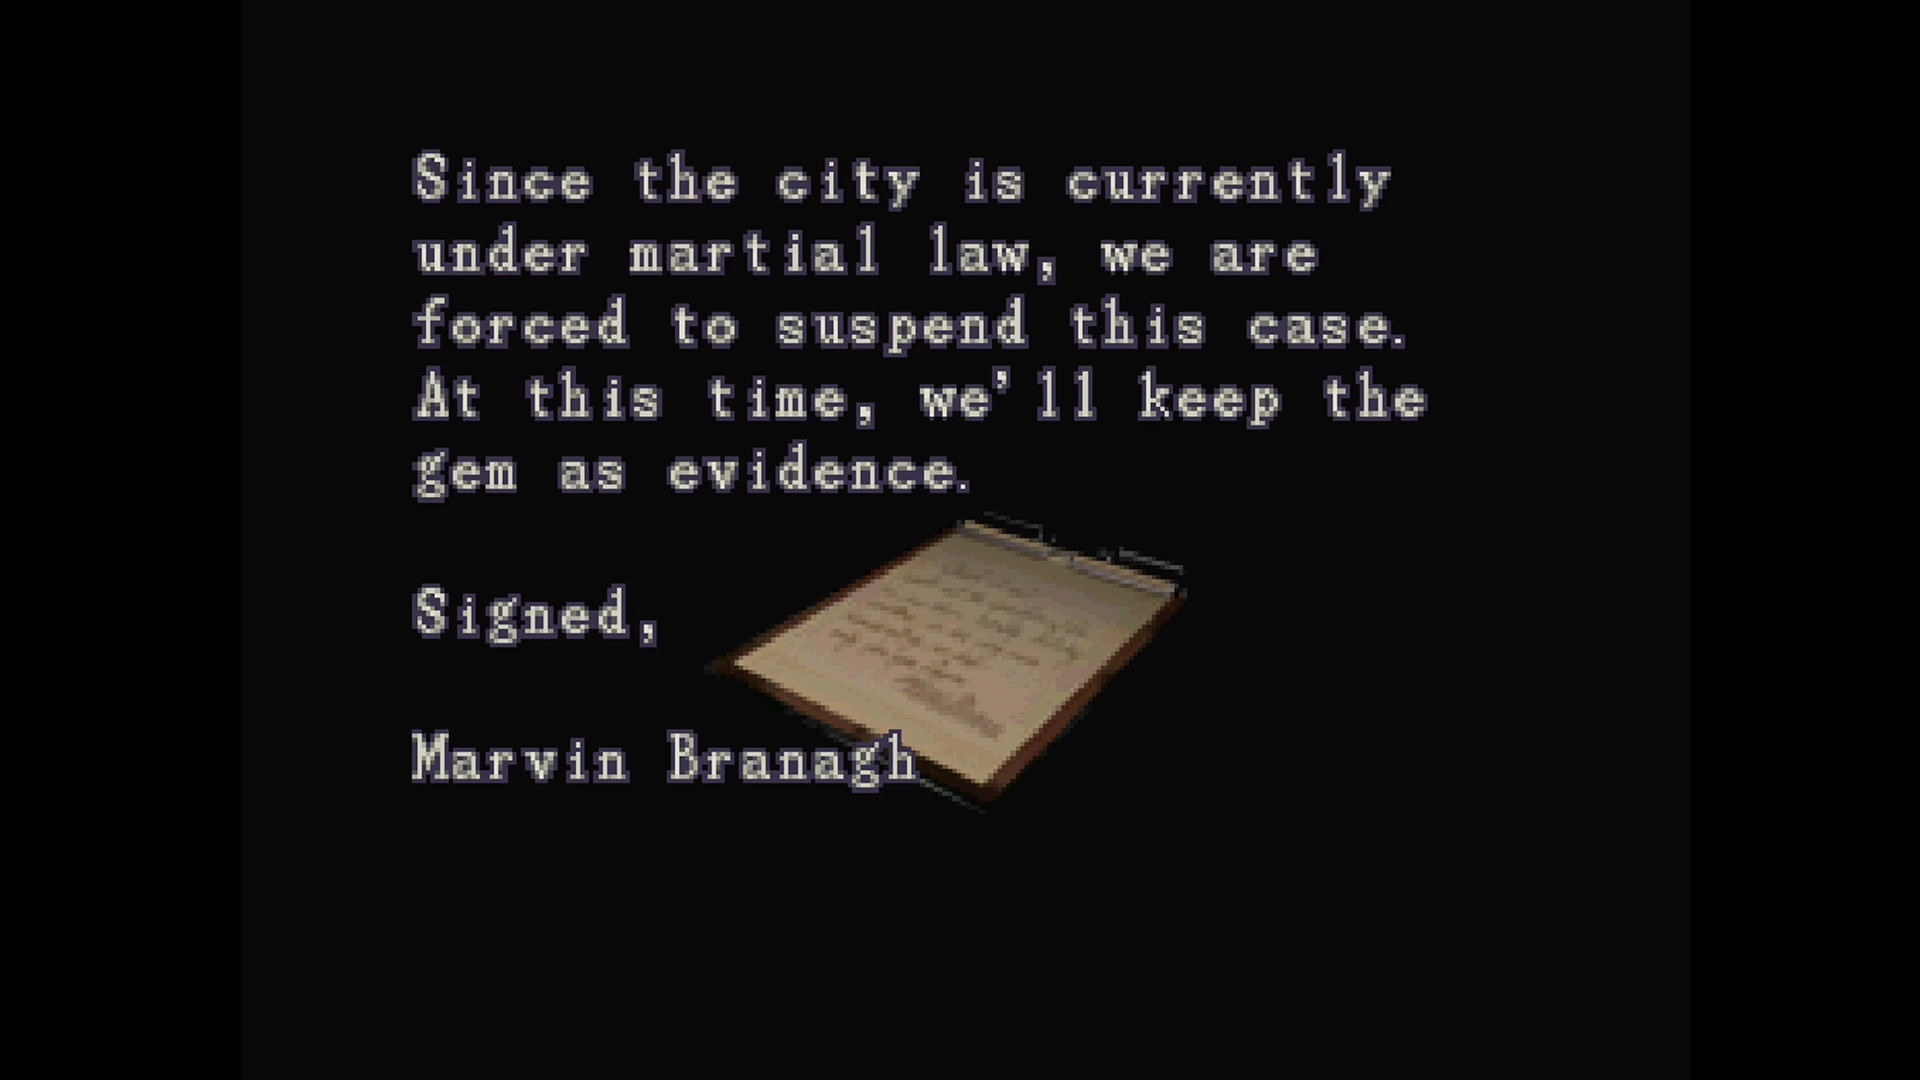 Since the city is currently
under martial law, we are
forced to suspend this case.
At this time, we'll keep the
gem as evidence.
Signed,
Marvin Branagh